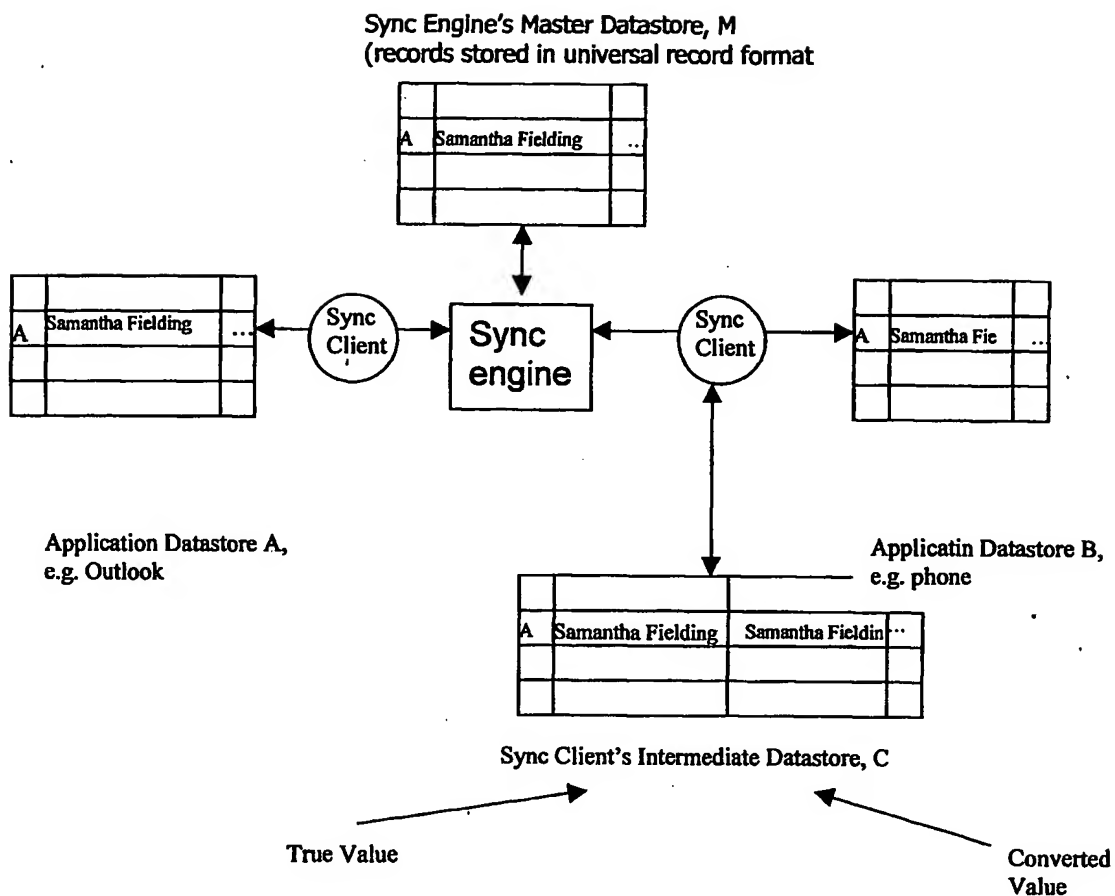 Sync Engine's Master Datastore, M
(records stored in universal record format
A Samantha Fielding ...
A Samantha Fielding ...
Sync
Client
Sync
engine
Sync
Client
A Samantha Fie ...
Application Datastore A,
e.g. Outlook
Applicatin Datastore B,
e.g. phone
A Samantha Fielding Samantha Fieldin ...
Sync Client's Intermediate Datastore, C
True Value
Converted
Value